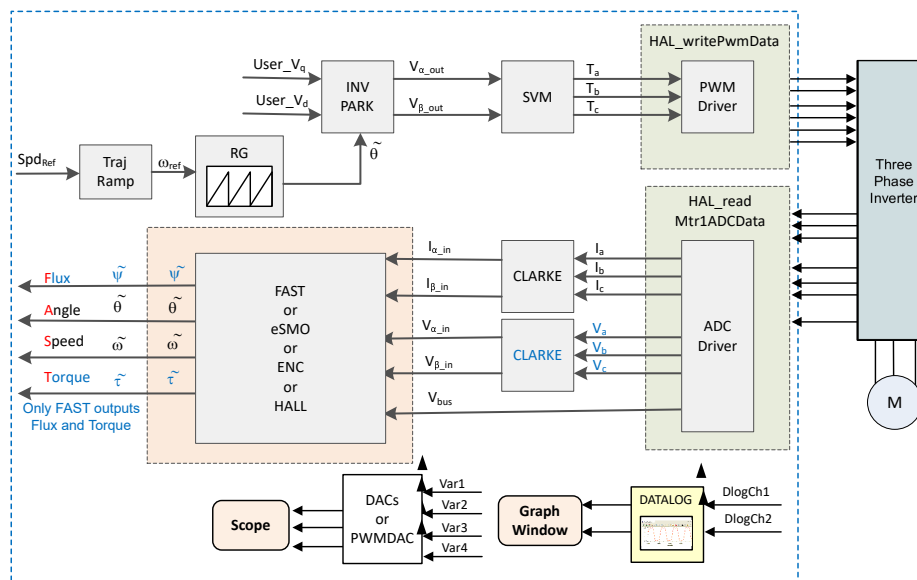 HAL_writePwmData
User_Vq
User_Vd
INV
PARK
Vα_out
Vβ_out
SVM
Ta
Tb
Tc
PWM
Driver
SpdRef
Traj
Ramp
ωref
RG
θ̃
Three
Phase
Inverter
HAL_read
Mtr1ADCData
Iα_in
Iβ_in
CLARKE
Ia
Ib
Ic
Vα_in
Vβ_in
CLARKE
Va
Vb
Vc
Vbus
ADC
Driver
FAST
or
eSMO
or
ENC
or
HALL
Flux ψ̃ ψ̃
Angle θ̃ θ̃
Speed ω̃ ω̃
Torque τ̃ τ̃
Only FAST outputs
Flux and Torque
M
Scope
DACs
or
PWMDAC
Var1
Var2
Var3
Var4
Graph
Window
DATALOG
DlogCh1
DlogCh2